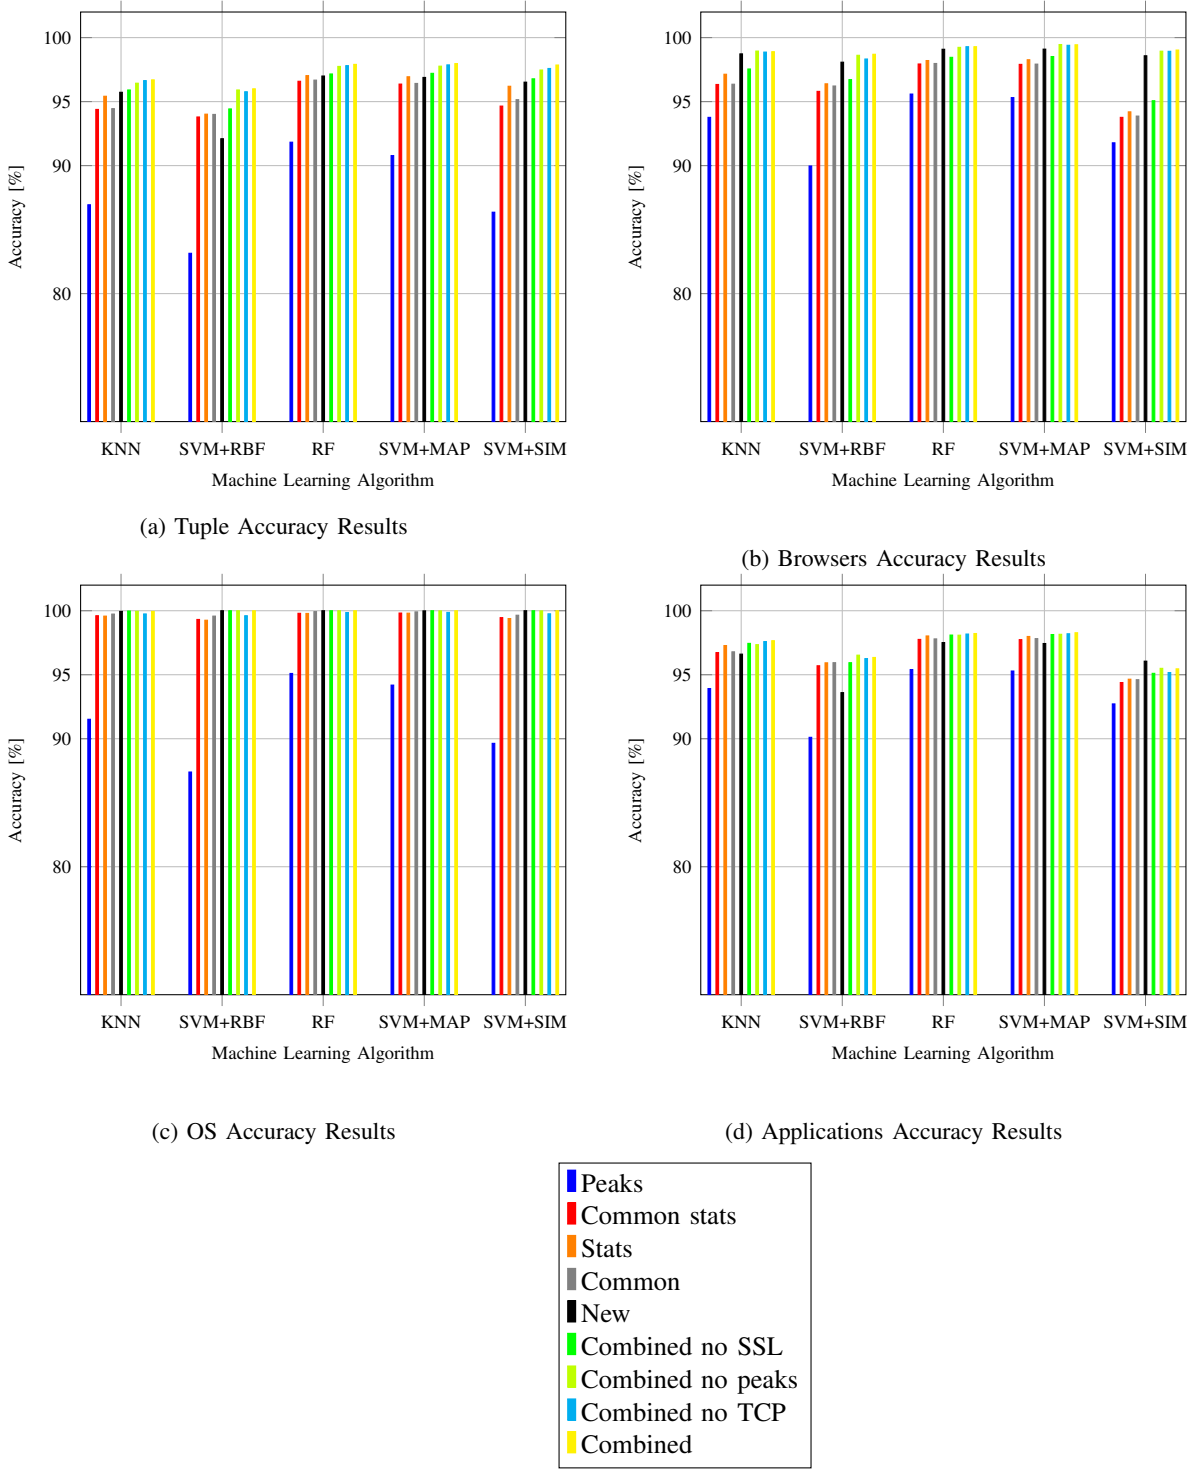 100
95
90
80
Accuracy [%]
KNN SVM+RBF RF SVM+MAP SVM+SIM
Machine Learning Algorithm
(a) Tuple Accuracy Results
100
95
90
80
Accuracy [%]
KNN SVM+RBF RF SVM+MAP SVM+SIM
Machine Learning Algorithm
(b) Browsers Accuracy Results
100
95
90
80
Accuracy [%]
KNN SVM+RBF RF SVM+MAP SVM+SIM
Machine Learning Algorithm
(c) OS Accuracy Results
100
95
90
80
Accuracy [%]
KNN SVM+RBF RF SVM+MAP SVM+SIM
Machine Learning Algorithm
(d) Applications Accuracy Results
Peaks
Common stats
Stats
Common
New
Combined no SSL
Combined no peaks
Combined no TCP
Combined